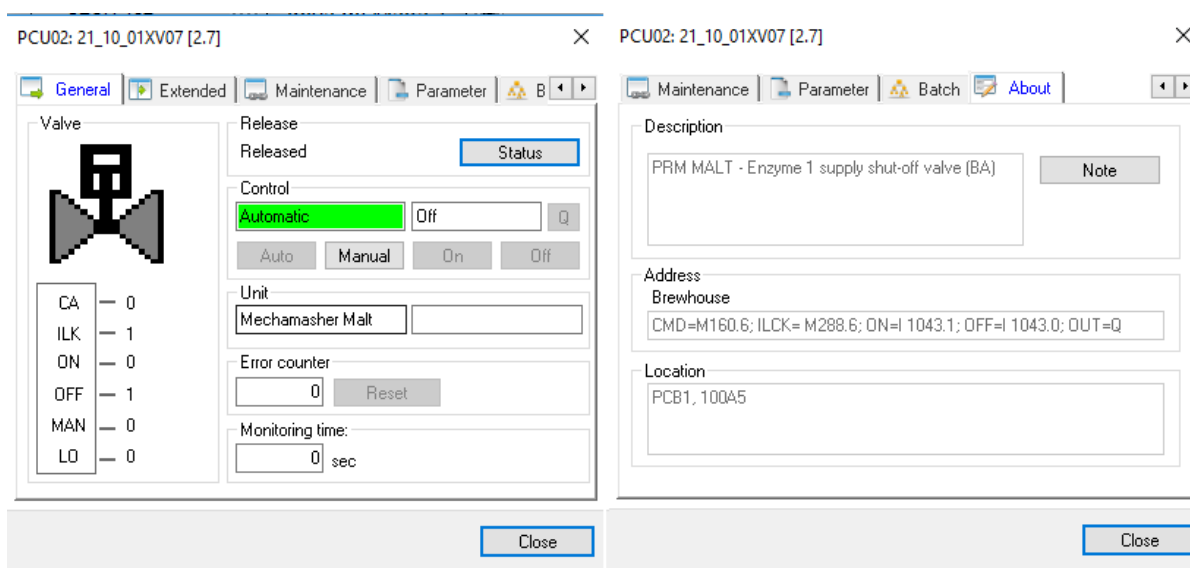 PCU02: 21_10_01XV07 [2.7]
General Extended Maintenance Parameter B
Valve
Release
Released Status
Control
Automatic Off Q
Auto Manual On Off
Unit
Mechamasher Malt
Error counter
0 Reset
Monitoring time:
0 sec
CA 0
ILK 1
ON 0
OFF 1
MAN 0
LO 0
Close
PCU02: 21_10_01XV07 [2.7]
Maintenance Parameter Batch About
Description
PRM MALT - Enzyme 1 supply shut-off valve (BA) Note
Address
Brewhouse
CMD=M160.6; ILCK= M288.6; ON=I 1043.1; OFF=I 1043.0; OUT=Q
Location
PCB1, 100A5
Close